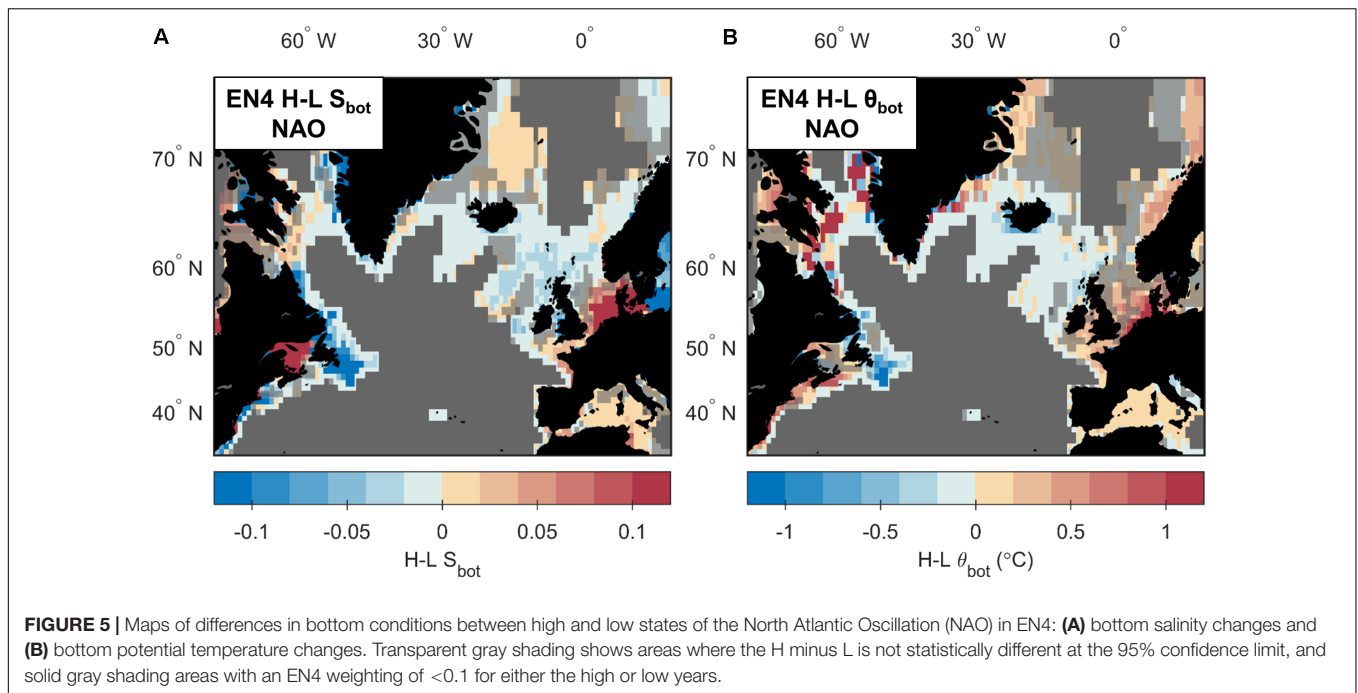 A
60° W
30° W
0°
EN4 H-L Sbot
NAO
70° N
60° N
50° N
40° N
-0.1
-0.05
0
0.05
0.1
H-L Sbot
B
60° W
30° W
0°
EN4 H-L θbot
NAO
70° N
60° N
50° N
40° N
-1
-0.5
0
0.5
1
H-L θbot (°C)
FIGURE 5 | Maps of differences in bottom conditions between high and low states of the North Atlantic Oscillation (NAO) in EN4: (A) bottom salinity changes and
(B) bottom potential temperature changes. Transparent gray shading shows areas where the H minus L is not statistically different at the 95% confidence limit, and
solid gray shading areas with an EN4 weighting of <0.1 for either the high or low years.